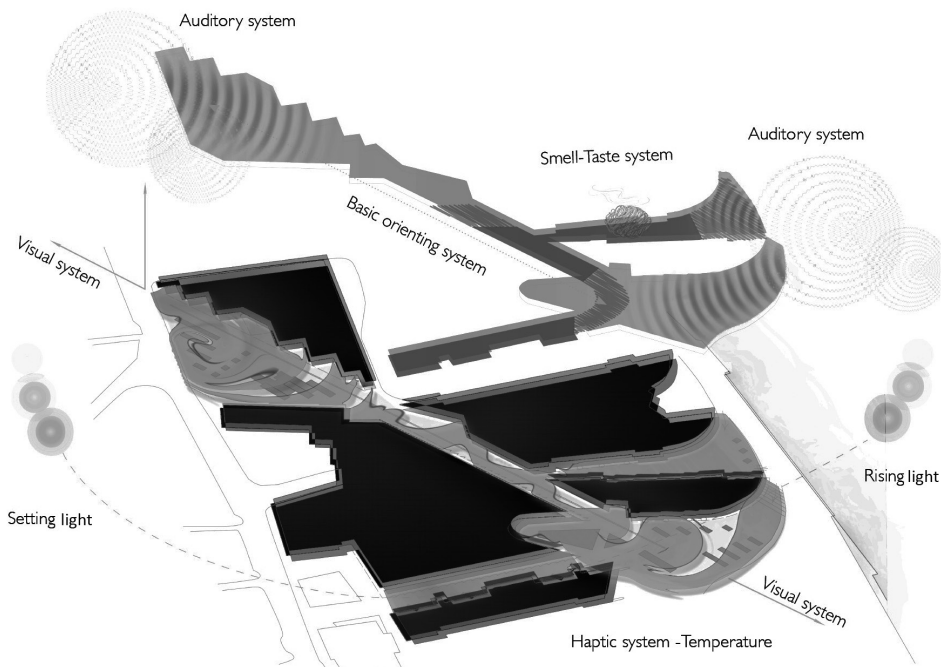 Auditory system
Auditory system
Smell-Taste system
Basic orienting system
Visual system
Rising light
Setting light
Visual system
Haptic system -Temperature